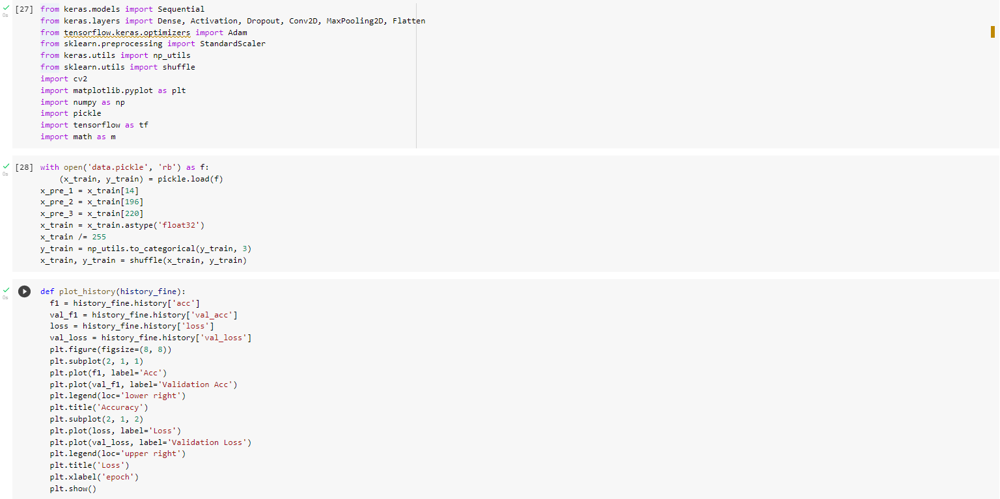 [27] from keras.models import Sequential
from keras.layers import Dense, Activation, Dropout, Conv2D, MaxPooling2D, Flatten
from tensorflow.keras.optimizers import Adam
from sklearn.preprocessing import StandardScaler
from keras.utils import np_utils
from sklearn.utils import shuffle
import cv2
import matplotlib.pyplot as plt
import numpy as np
import pickle
import tensorflow as tf
import math as m
0s
[28] with open('data.pickle', 'rb') as f:
    (x_train, y_train) = pickle.load(f)
x_pre_1 = x_train[14]
x_pre_2 = x_train[196]
x_pre_3 = x_train[220]
x_train = x_train.astype('float32')
x_train /= 255
y_train = np_utils.to_categorical(y_train, 3)
x_train, y_train = shuffle(x_train, y_train)
0s
def plot_history(history_fine):
  f1 = history_fine.history['acc']
  val_f1 = history_fine.history['val_acc']
  loss = history_fine.history['loss']
  val_loss = history_fine.history['val_loss']
  plt.figure(figsize=(8, 8))
  plt.subplot(2, 1, 1)
  plt.plot(f1, label='Acc')
  plt.plot(val_f1, label='Validation Acc')
  plt.legend(loc='lower right')
  plt.title('Accuracy')
  plt.subplot(2, 1, 2)
  plt.plot(loss, label='Loss')
  plt.plot(val_loss, label='Validation Loss')
  plt.legend(loc='upper right')
  plt.title('Loss')
  plt.xlabel('epoch')
  plt.show()
0s